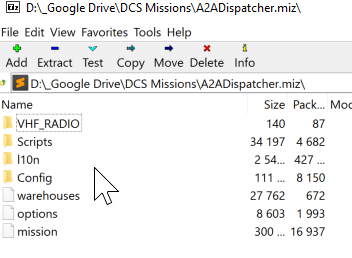 D:\_Google Drive\DCS Missions\A2ADispatcher.miz\
File Edit View Favorites Tools Help
Add Extract Test Copy Move Delete Info
D:\_Google Drive\DCS Missions\A2ADispatcher.miz\
Name Size Pack... Mod
VHF_RADIO 140 87
Scripts 34 197 4 682
l10n 2 54... 427 ...
Config 111 ... 8 150
warehouses 27 762 672
options 8 603 1 993
mission 300 ... 16 937